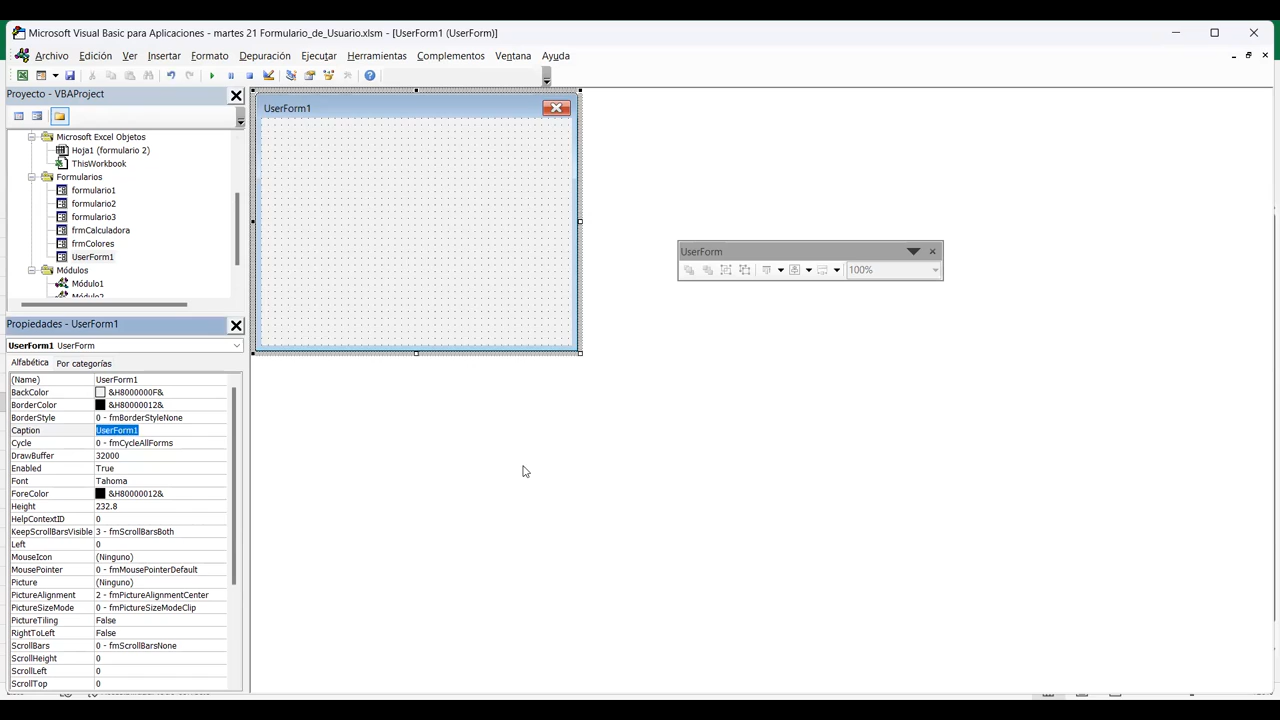 Microsoft Visual Basic para Aplicaciones - martes 21 Formulario_de_Usuario.xlsm - [UserForm1 (UserForm)]
Archivo Edición Ver Insertar Formato Depuración Ejecutar Herramientas Complementos Ventana Ayuda
Proyecto - VBAProject
Microsoft Excel Objetos
Hoja1 (formulario 2)
ThisWorkbook
Formularios
formulario1
formulario2
formulario3
frmCalculadora
frmColores
UserForm1
Módulos
Módulo1
Módulo2
UserForm1
UserForm
100%
Propiedades - UserForm1
UserForm1 UserForm
Alfabética Por categorías
(Name) UserForm1
BackColor &H8000000F&
BorderColor &H80000012&
BorderStyle 0 - fmBorderStyleNone
Caption UserForm1
Cycle 0 - fmCycleAllForms
DrawBuffer 32000
Enabled True
Font Tahoma
ForeColor &H80000012&
Height 232.8
HelpContextID 0
KeepScrollBarsVisible 3 - fmScrollBarsBoth
Left 0
MouseIcon (Ninguno)
MousePointer 0 - fmMousePointerDefault
Picture (Ninguno)
PictureAlignment 2 - fmPictureAlignmentCenter
PictureSizeMode 0 - fmPictureSizeModeClip
PictureTiling False
RightToLeft False
ScrollBars 0 - fmScrollBarsNone
ScrollHeight 0
ScrollLeft 0
ScrollTop 0